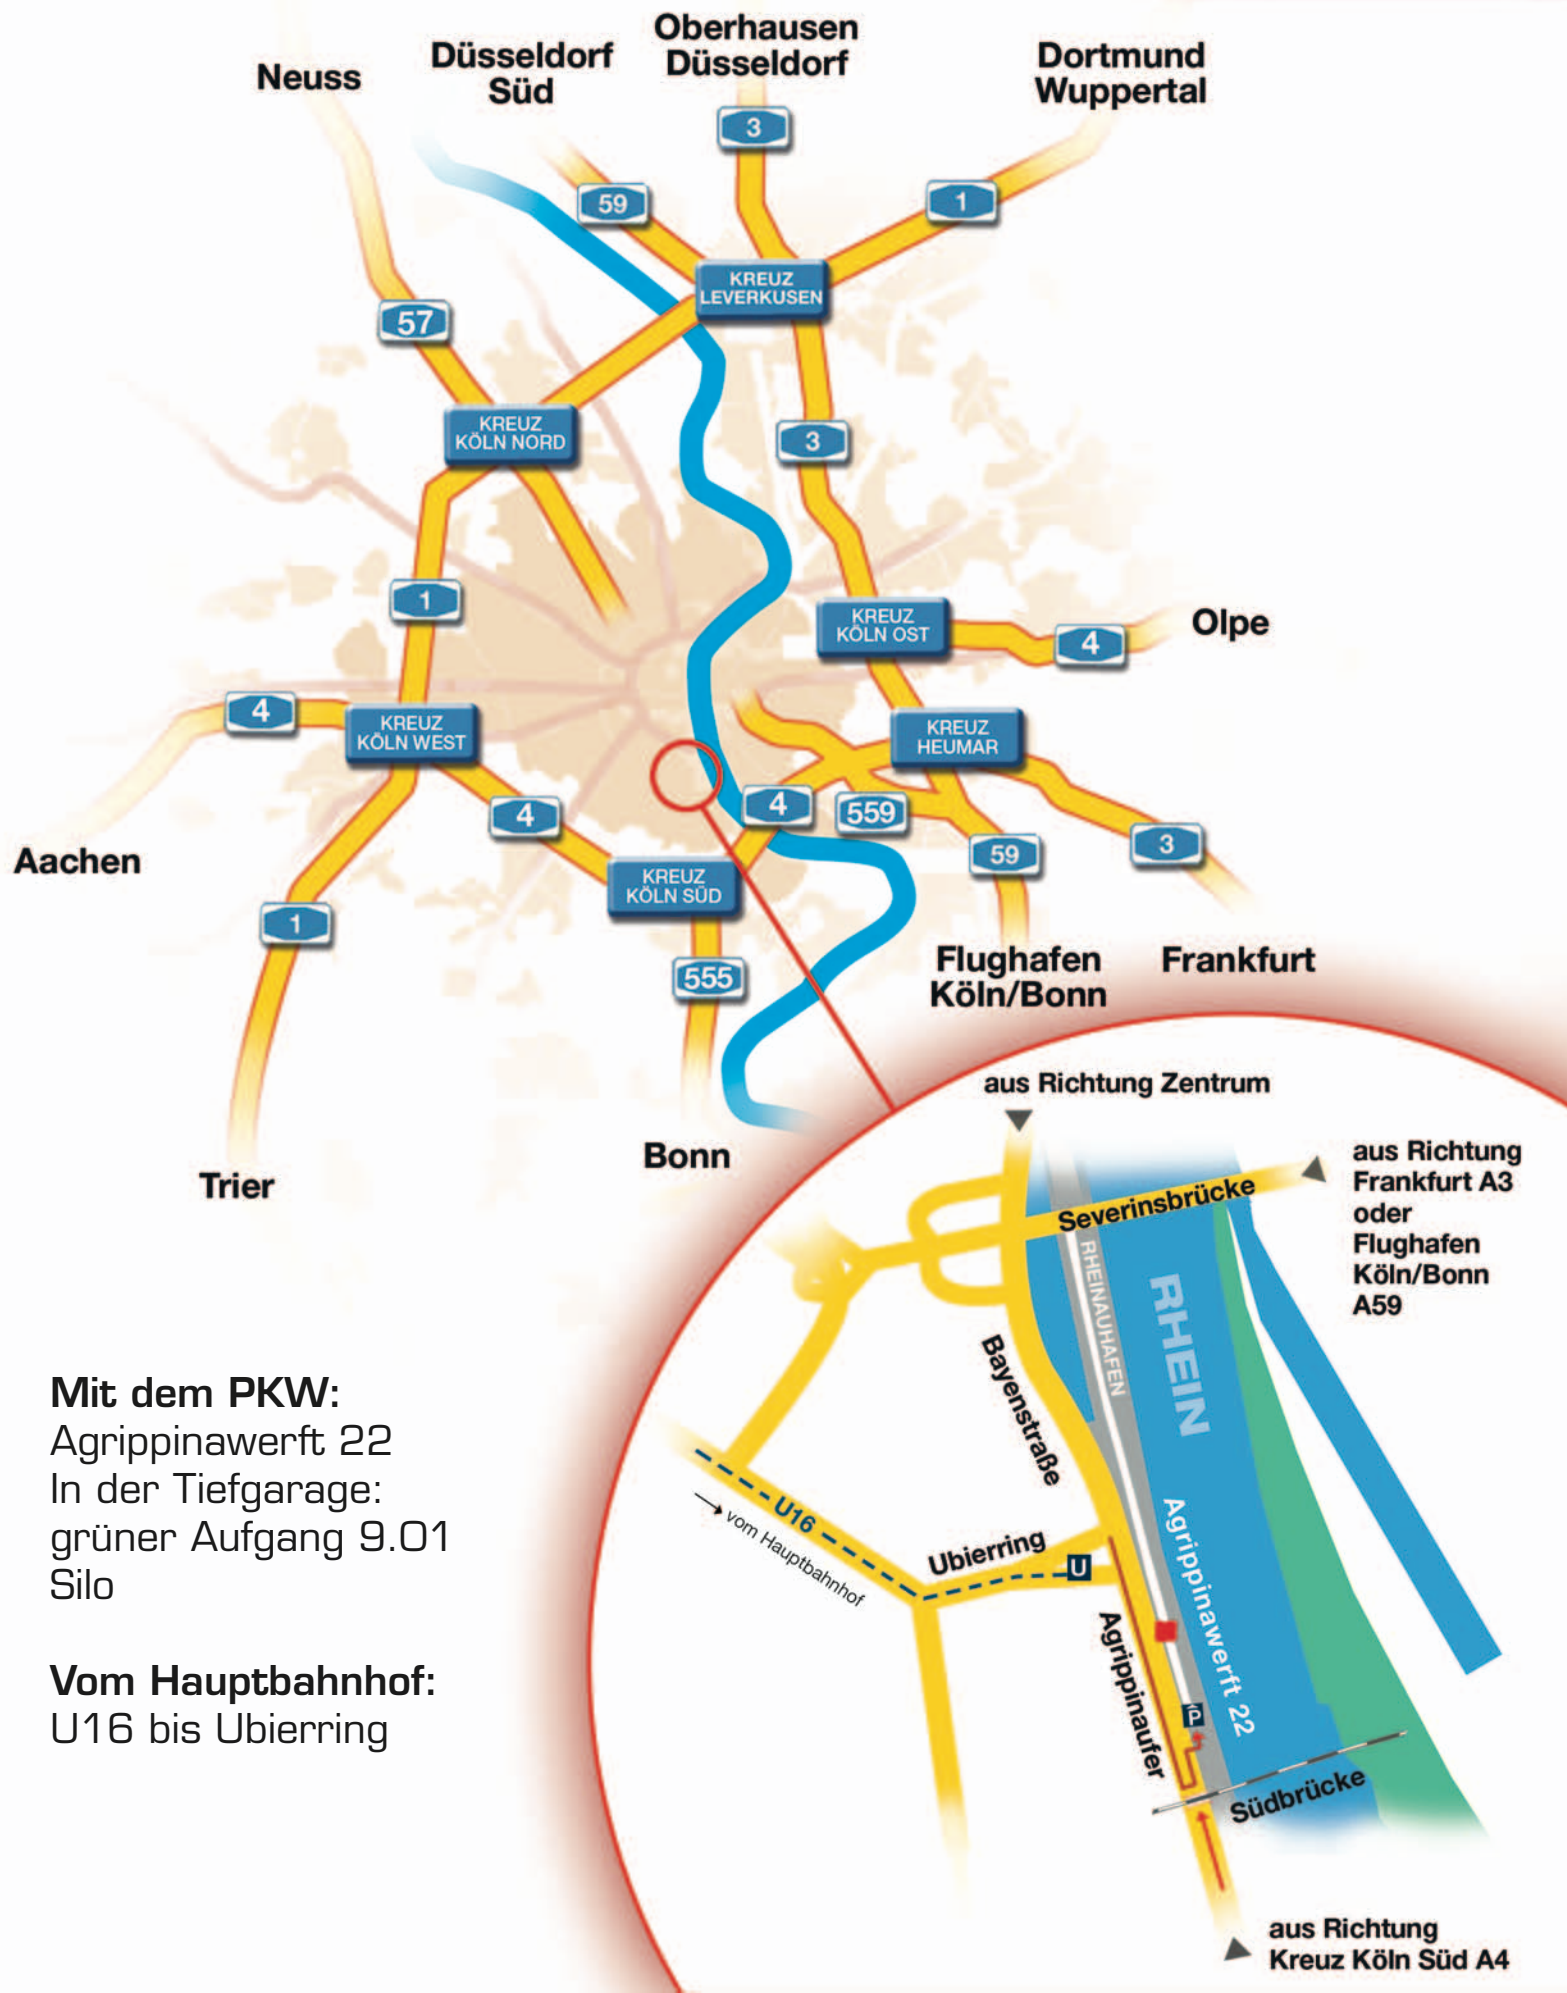 Neuss
Düsseldorf
Süd
Oberhausen
Düsseldorf
Dortmund
Wuppertal
3
59
1
KREUZ
LEVERKUSEN
57
KREUZ
KÖLN NORD
3
1
KREUZ
KÖLN OST
4
Olpe
4
KREUZ
KÖLN WEST
KREUZ
HEUMAR
4
4
559
59
3
Aachen
KREUZ
KÖLN SÜD
1
555
Flughafen
Köln/Bonn
Frankfurt
Bonn
Trier
aus Richtung Zentrum
aus Richtung
Frankfurt A3
oder
Flughafen
Köln/Bonn
A59
Severinsbrücke
RHEINAUHAFEN
RHEIN
Bayenstraße
U16
vom Hauptbahnhof
Ubierring
U
Agrippinawerft 22
Agrippinaufer
P
Südbrücke
aus Richtung
Kreuz Köln Süd A4
Mit dem PKW:
Agrippinawerft 22
In der Tiefgarage:
grüner Aufgang 9.01
Silo
Vom Hauptbahnhof:
U16 bis Ubierring